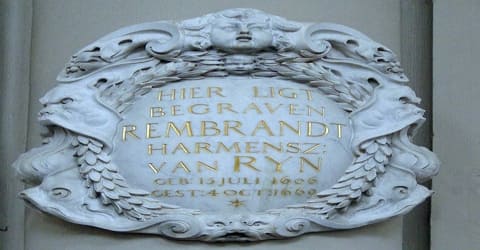 HIER LIGT
BEGRAVEN
REMBRANDT
HARMENSZ:
VAN RYN
GEB 15 JULI 1606
GEST: 4 OCT: 1669
*